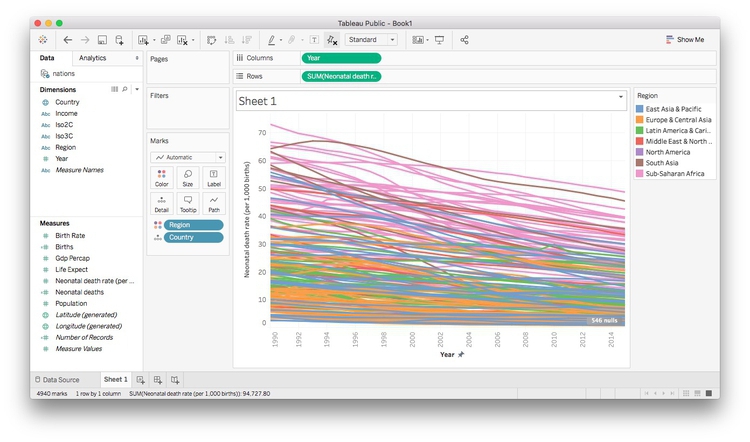 Tableau Public - Book1
Standard
Show Me
Data
Analytics
nations
Dimensions
Country
Abc Income
Abc Iso2C
Abc Iso3C
Abc Region
Year
Abc Measure Names
Measures
Birth Rate
Births
Gdp Percap
Life Expect
Neonatal death rate (per ...
Neonatal deaths
Population
Latitude (generated)
Longitude (generated)
Number of Records
Measure Values
Pages
Filters
Marks
Automatic
Color
Size
Label
Detail
Tooltip
Path
Region
Country
Columns
Year
Rows
SUM(Neonatal death r..
Sheet 1
Neonatal death rate (per 1,000 births)
70
60
50
40
30
20
10
0
546 nulls
1990
1992
1994
1996
1998
2000
2002
2004
2006
2008
2010
2012
2014
Year
Region
East Asia & Pacific
Europe & Central Asia
Latin America & Cari..
Middle East & North ..
North America
South Asia
Sub-Saharan Africa
Data Source
Sheet 1
4940 marks
1 row by 1 column
SUM(Neonatal death rate (per 1,000 births)): 94,727.80